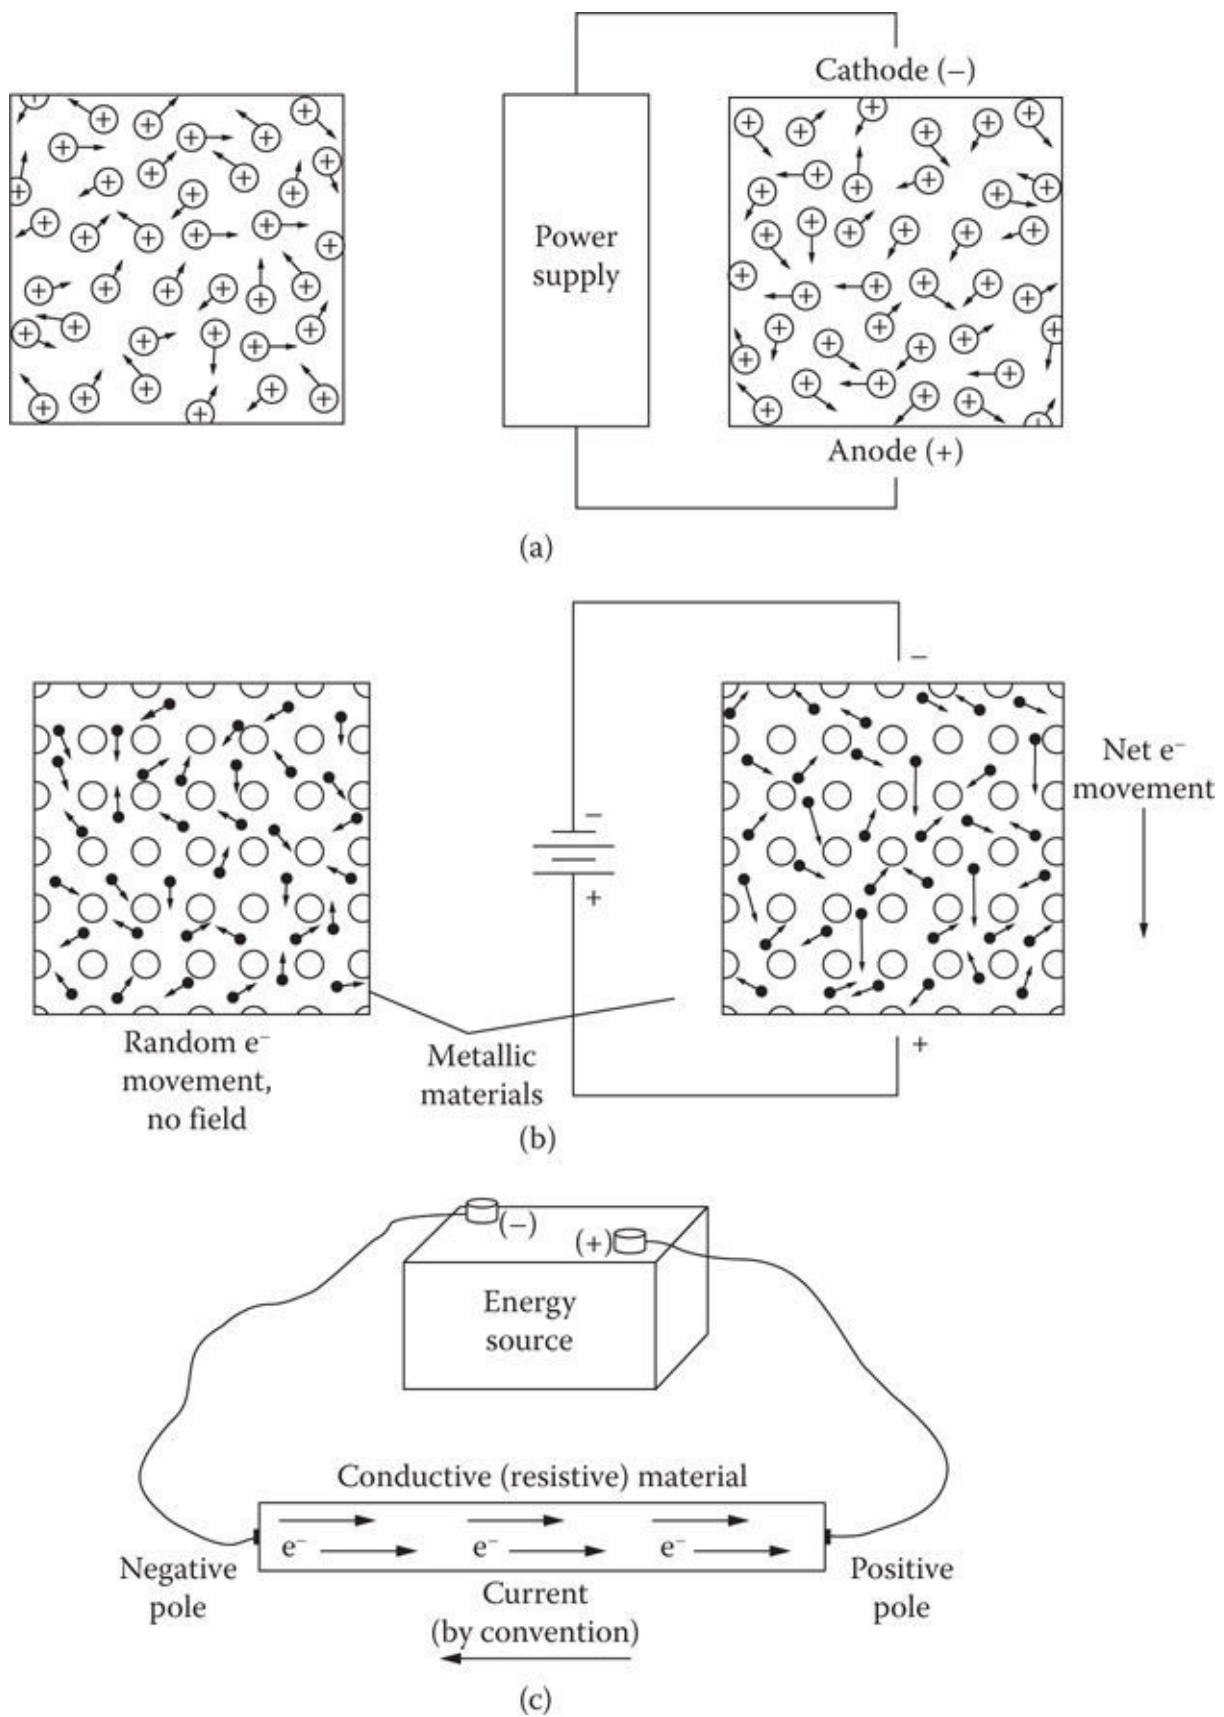 Cathode (–)
Power
supply
Anode (+)
(a)
–
Net e–
movement
–
+
+
Random e–
movement,
no field
Metallic
materials
(b)
(–)
(+)
Energy
source
Conductive (resistive) material
e– e– e–
Negative
pole
Positive
pole
Current
(by convention)
(c)